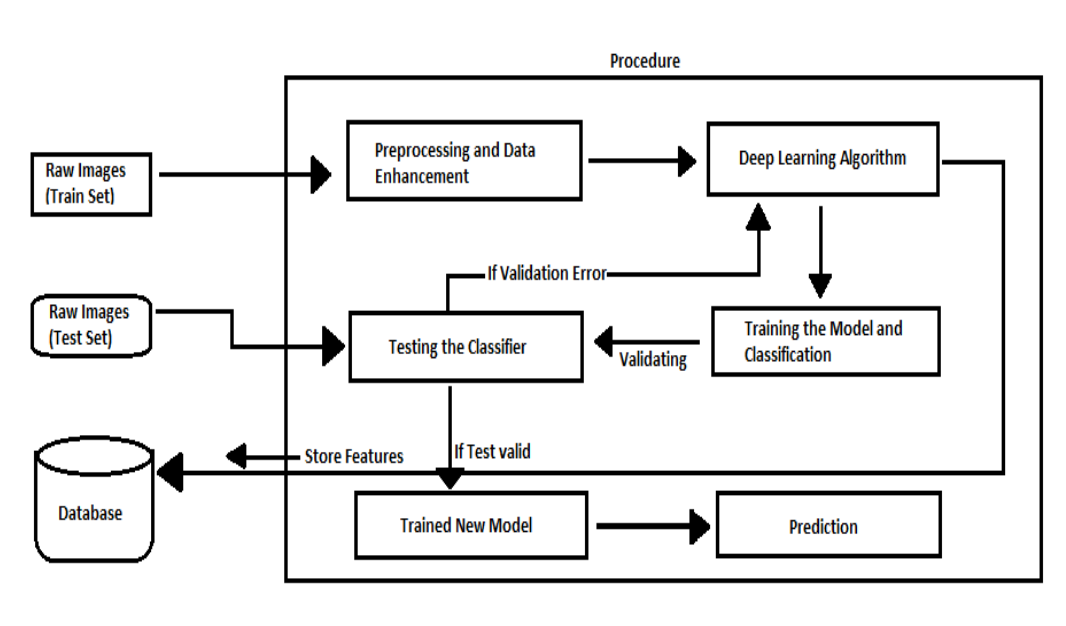 Procedure
Raw Images
(Train Set)
Preprocessing and Data
Enhancement
Deep Learning Algorithm
If Validation Error
Raw Images
(Test Set)
Testing the Classifier
Validating
Training the Model and
Classification
Store Features
If Test valid
Database
Trained New Model
Prediction